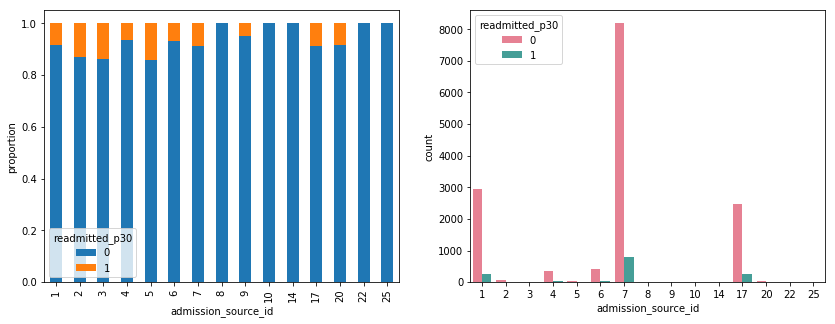 1.0
0.8
0.6
0.4
0.2
0.0
proportion
readmitted_p30
0
1
1 2 3 4 5 6 7 8 9 10 14 17 20 22 25
admission_source_id
8000
7000
6000
5000
4000
3000
2000
1000
0
count
readmitted_p30
0
1
1 2 3 4 5 6 7 8 9 10 14 17 20 22 25
admission_source_id